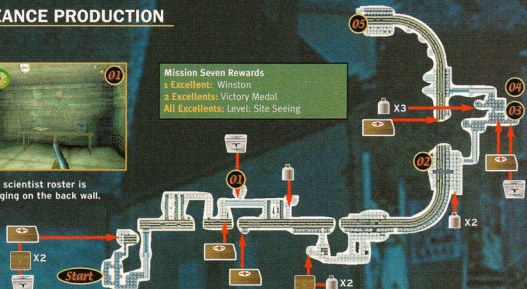 EANCE PRODUCTION
01
Mission Seven Rewards
1 Excellent: Winston
2 Excellents: Victory Medal
All Excellents: Level: Site Seeing
scientist roster is
ging on the back wall.
05
04
03
X3
02
01
X2
X2
Start
X2